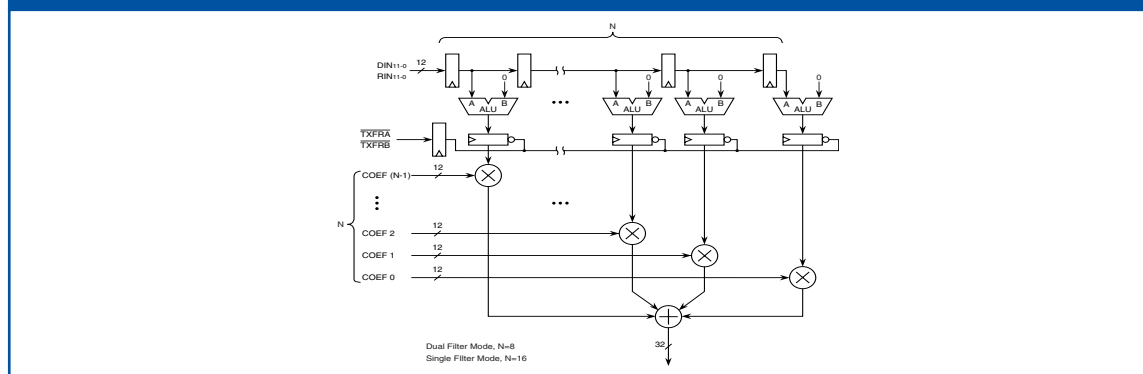 N
DIN11-0
RIN11-0
12
0
0
0
0
A B
ALU
A B
ALU
A B
ALU
A B
ALU
TXFRA
TXFRB
COEF (N-1)
12
N
COEF 2
12
COEF 1
12
COEF 0
12
32
Dual Filter Mode, N=8
Single FIlter Mode, N=16